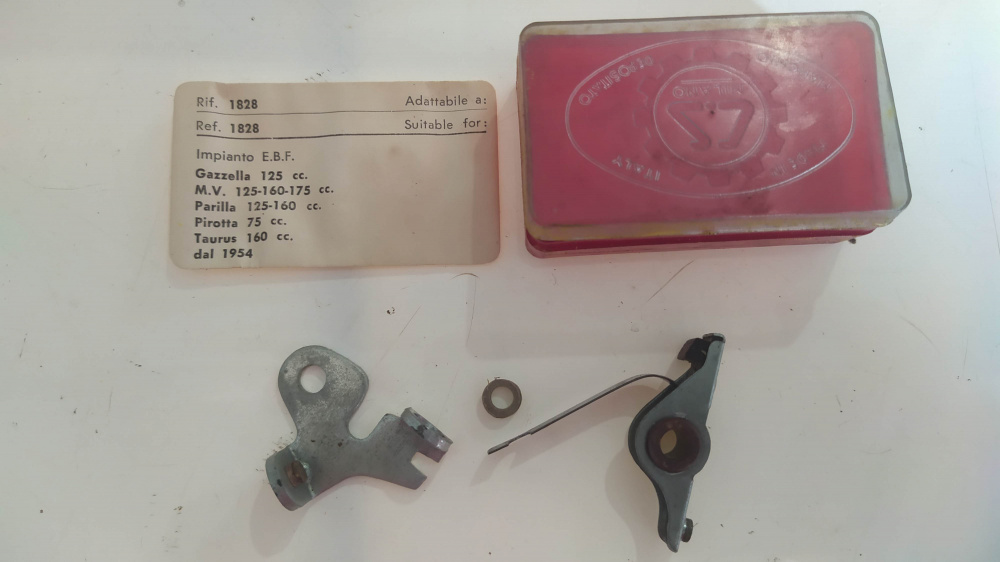 Rif. 1828 Adattabile a:
Ref. 1828 Suitable for:
Impianto E.B.F.
Gazzella 125 cc.
M.V. 125-160-175 cc.
Parilla 125-160 cc.
Pirotta 75 cc.
Taurus 160 cc.
dal 1954